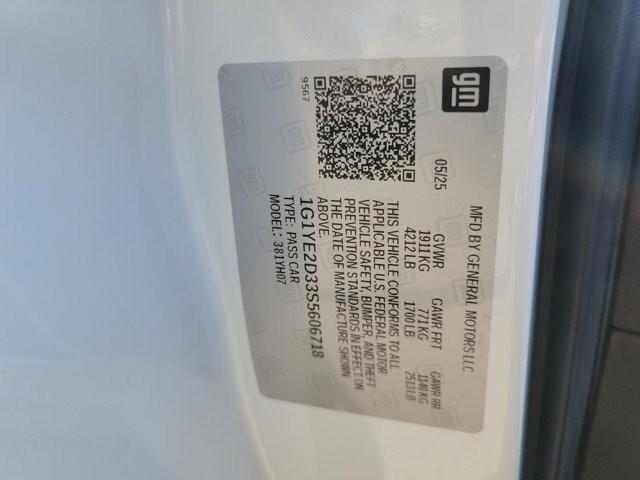 gm
MFD BY GENERAL MOTORS LLC
05/25
GVWR GAWR FRT GAWR RR
1911 KG 771 KG 1140 KG
4212 LB 1700 LB 2513 LB
THIS VEHICLE CONFORMS TO ALL
APPLICABLE U.S. FEDERAL MOTOR
VEHICLE SAFETY, BUMPER, AND THEFT
PREVENTION STANDARDS IN EFFECT ON
THE DATE OF MANUFACTURE SHOWN
ABOVE.
1G1YE2D33S5606718
TYPE: PASS CAR
MODEL: 381YH07
9567